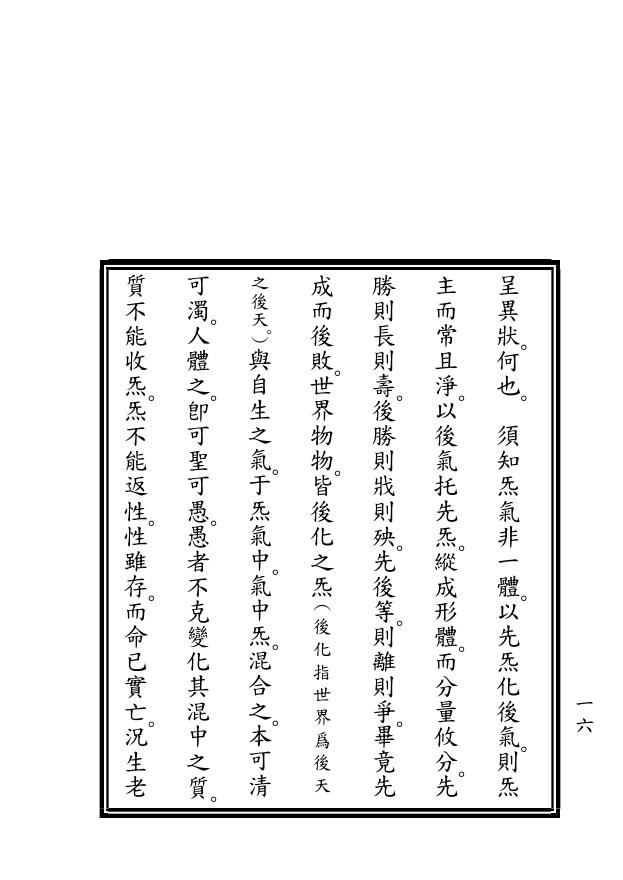 呈異狀。何也。　須知炁氣非一體。以先炁化後氣。則炁
主而常且淨。以後氣托先炁。縱成形體。而分量攸分。先
勝則長則壽。後勝則戕則殃。先後等。則離則爭。畢竟先
成而後敗。世界物物。皆後化之炁（後化指世界爲後天
之後天。）與自生之氣。于炁氣中。氣中炁。混合之。本可清
可濁。人體之。卽可聖可愚。愚者不克變化其混中之質。
質不能收炁。炁不能返性。性雖存。而命已實亡。況生老
一六